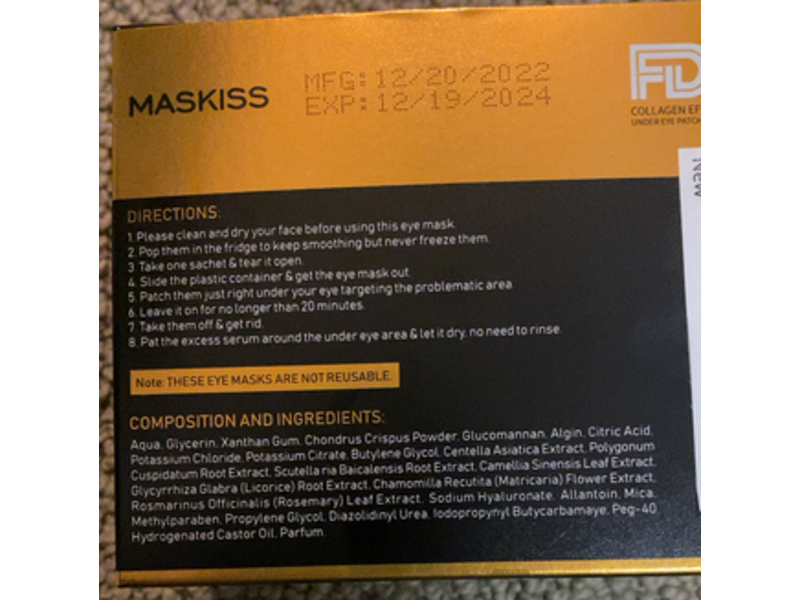 MASKISS
MFG: 12/20/2022
EXP: 12/19/2024
FD
COLLAGEN EF
UNDER EYE PATCH
New
DIRECTIONS:
1. Please clean and dry your face before using this eye mask.
2. Pop them in the fridge to keep smoothing but never freeze them.
3. Take one sachet & tear it open.
4. Slide the plastic container & get the eye mask out.
5. Patch them just right under your eye targeting the problematic area
6. Leave it on for no longer than 20 minutes.
7. Take them off & get rid.
8. Pat the excess serum around the under eye area & let it dry, no need to rinse.
Note: THESE EYE MASKS ARE NOT REUSABLE.
COMPOSITION AND INGREDIENTS:
Aqua, Glycerin, Xanthan Gum, Chondrus Crispus Powder, Glucomannan, Algin, Citric Acid,
Potassium Chloride, Potassium Citrate, Butylene Glycol, Centella Asiatica Extract, Polygonum
Cuspidatum Root Extract, Scutella ria Baicalensis Root Extract, Camellia Sinensis Leaf Extract,
Glycyrrhiza Glabra (Licorice) Root Extract, Chamomilla Recutita (Matricaria) Flower Extract,
Rosmarinus Officinalis (Rosemary) Leaf Extract, Sodium Hyaluronate, Allantoin, Mica,
Methylparaben, Propylene Glycol, Diazolidinyl Urea, Iodopropynyl Butycarbamaye, Peg-40
Hydrogenated Castor Oil, Parfum.